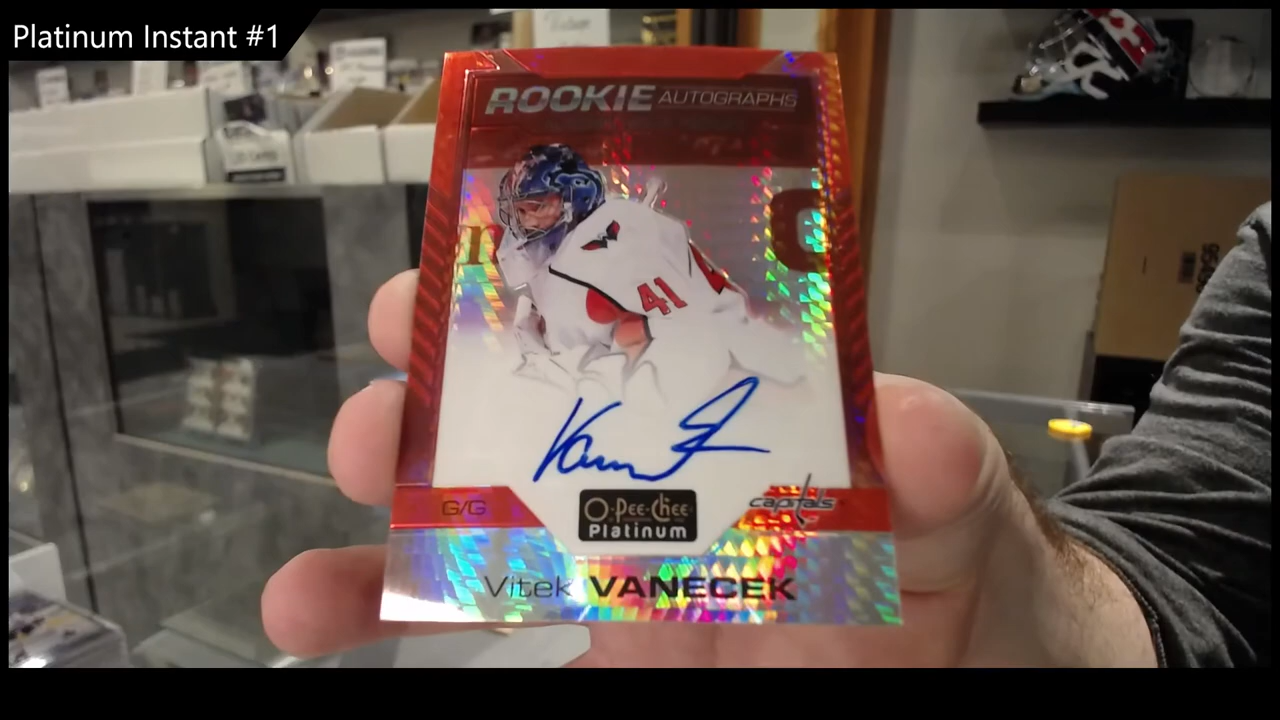 Platinum Instant #1
ROOKIE AUTOGRAPHS
41
G/G
O-Pee-Chee
Platinum
capitals
Vitek VANECEK